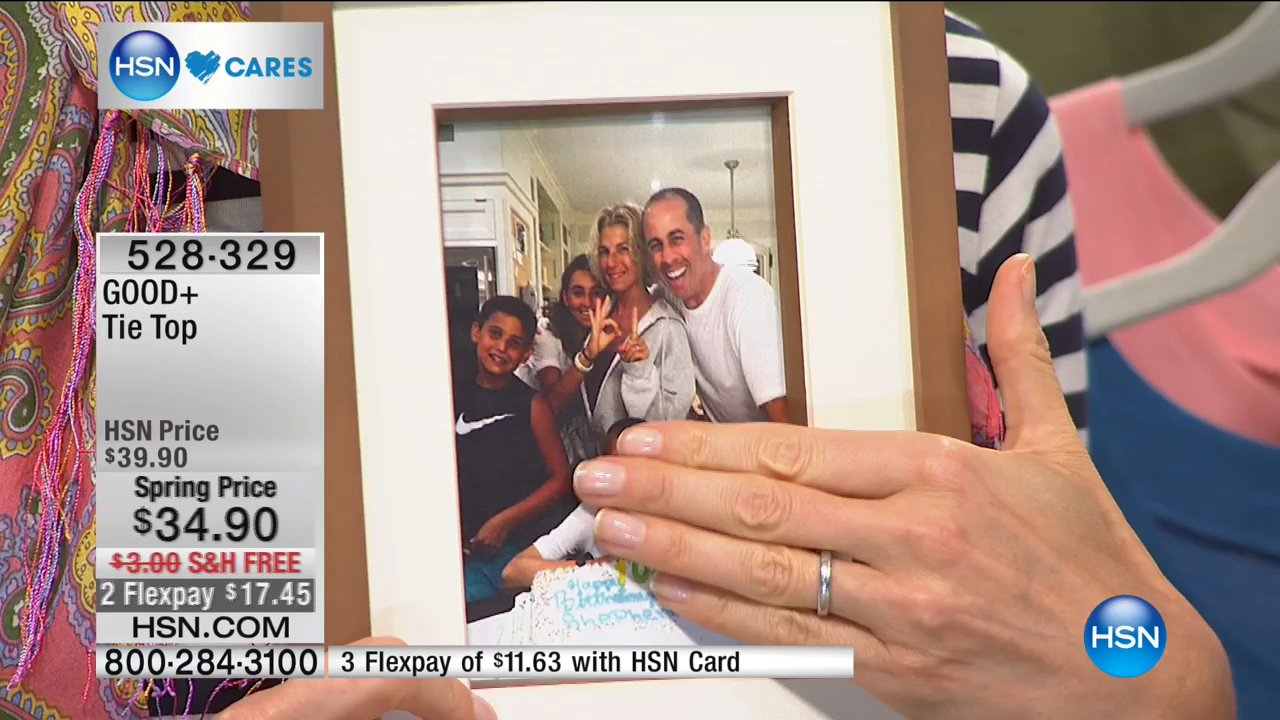 HSN CARES
528·329
GOOD+
Tie Top
HSN Price
$39.90
Spring Price
$34.90
$3.00 S&H FREE
2 Flexpay $17.45
HSN.COM
800·284·3100
3 Flexpay of $11.63 with HSN Card
HSN